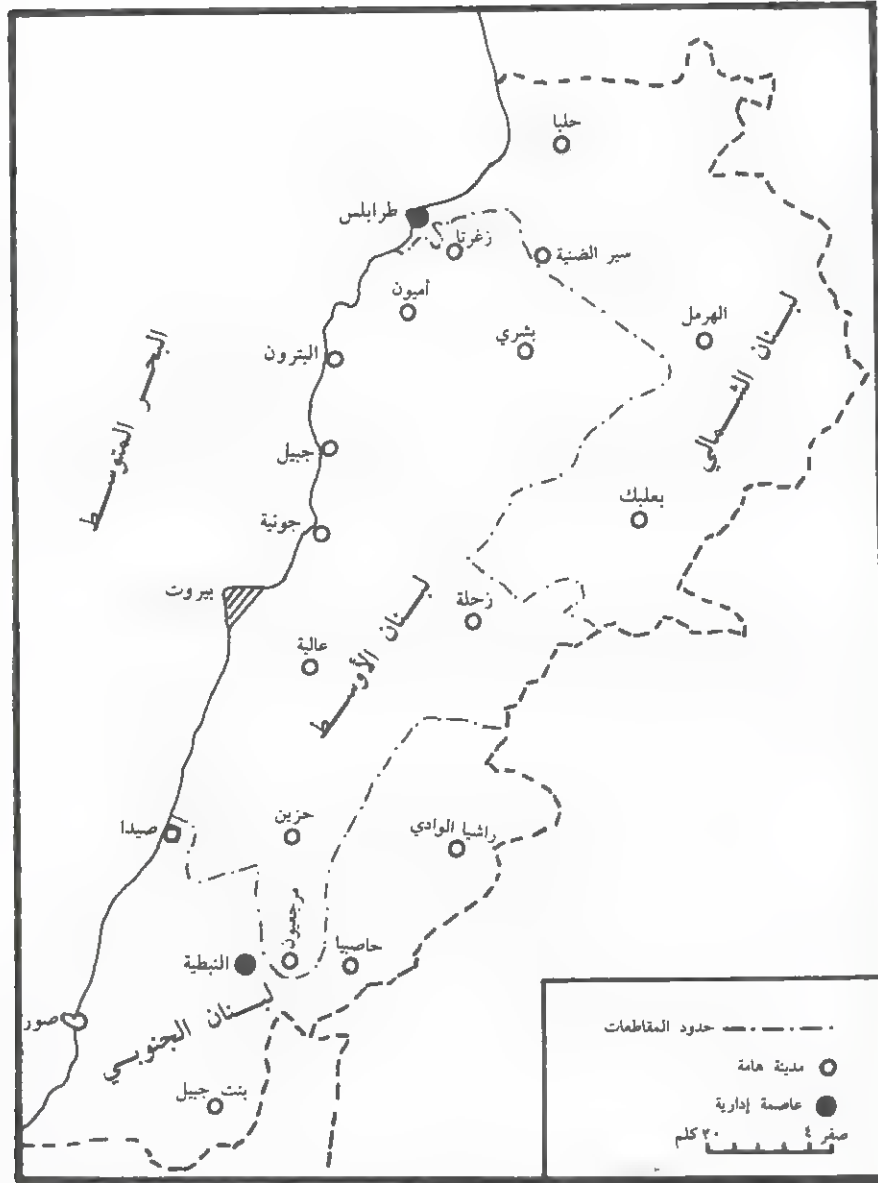 حلبا
طرابلس
زغرتا
سير الضنية
أميون
الهرمل
بشري
البترون
لبنان الشمالي
البحر المتوسط
جبيل
بعلبك
جونية
بيروت
زحلة
لبنان الأوسط
عالية
صيدا
حزين
راشيا الوادي
مرجعيون
النبطية
حاصبيا
لبنان الجنوبي
صور
بنت جبيل
حدود المقاطعات
مدينة هامة
عاصمة إدارية
صفر ٤ ٢٠ كلم